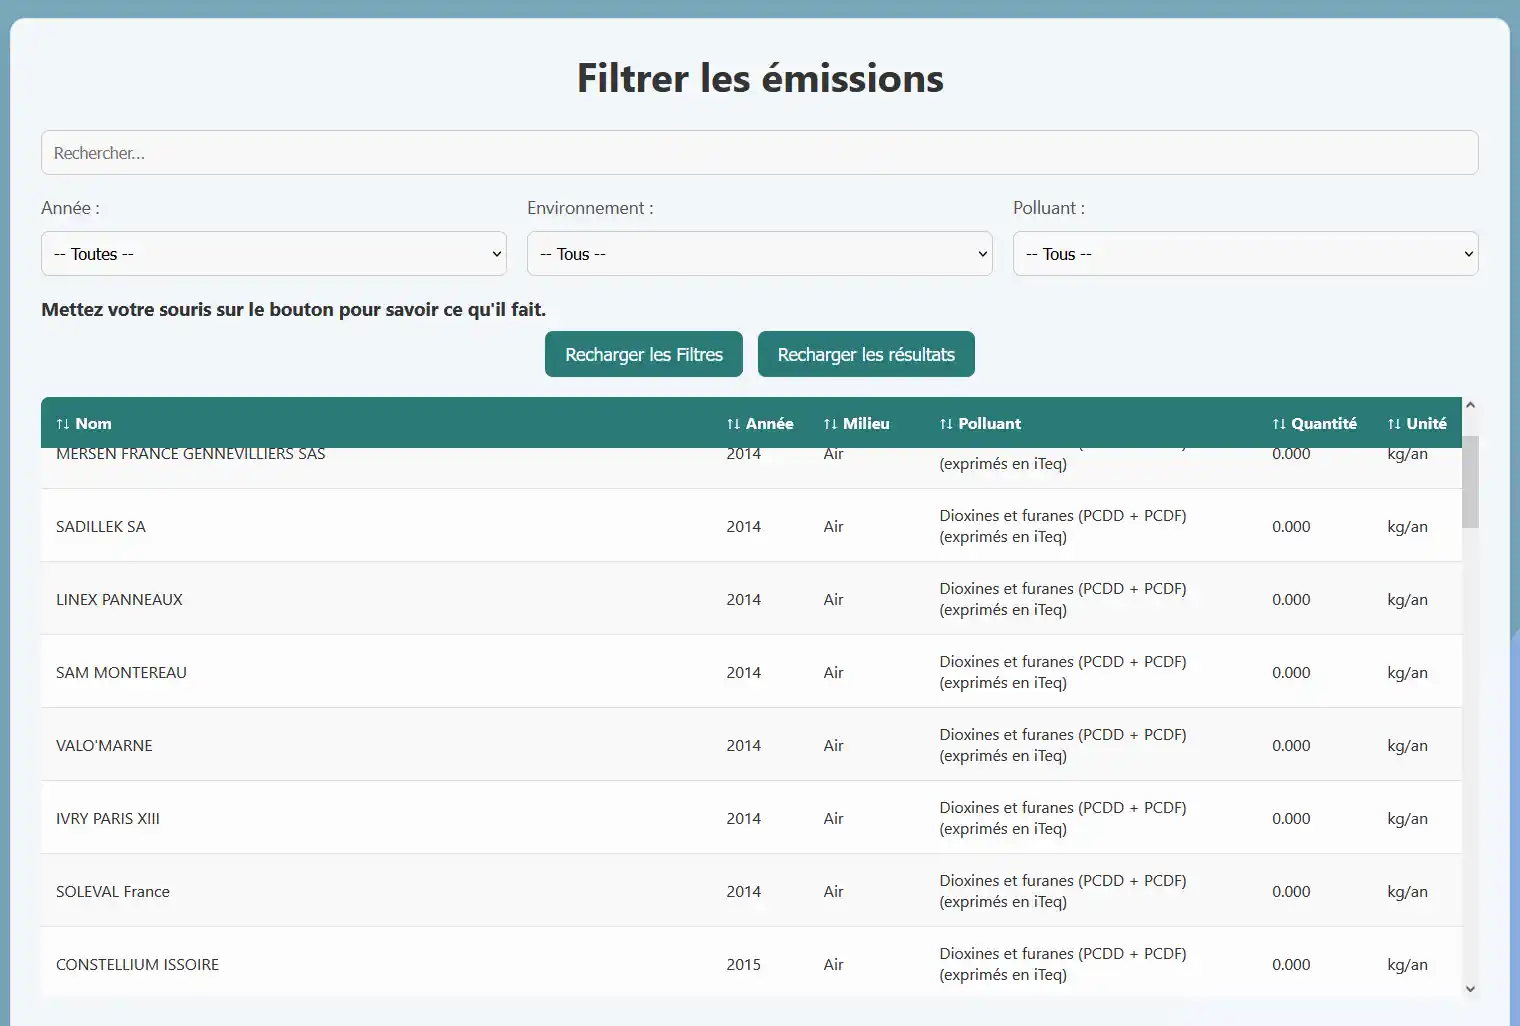 Filtrer les émissions
Rechercher...
Année :
Environnement :
Polluant :
-- Toutes --
-- Tous --
-- Tous --
Mettez votre souris sur le bouton pour savoir ce qu'il fait.
Recharger les Filtres
Recharger les résultats
↑↓ Nom ↑↓ Année ↑↓ Milieu ↑↓ Polluant ↑↓ Quantité ↑↓ Unité
MERSEN FRANCE GENNEVILLIERS SAS 2014 Air 0.000 kg/an
(exprimés en iTeq)
SADILLEK SA 2014 Air Dioxines et furanes (PCDD + PCDF) 0.000 kg/an
(exprimés en iTeq)
LINEX PANNEAUX 2014 Air Dioxines et furanes (PCDD + PCDF) 0.000 kg/an
(exprimés en iTeq)
SAM MONTEREAU 2014 Air Dioxines et furanes (PCDD + PCDF) 0.000 kg/an
(exprimés en iTeq)
VALO'MARNE 2014 Air Dioxines et furanes (PCDD + PCDF) 0.000 kg/an
(exprimés en iTeq)
IVRY PARIS XIII 2014 Air Dioxines et furanes (PCDD + PCDF) 0.000 kg/an
(exprimés en iTeq)
SOLEVAL France 2014 Air Dioxines et furanes (PCDD + PCDF) 0.000 kg/an
(exprimés en iTeq)
CONSTELLIUM ISSOIRE 2015 Air Dioxines et furanes (PCDD + PCDF) 0.000 kg/an
(exprimés en iTeq)